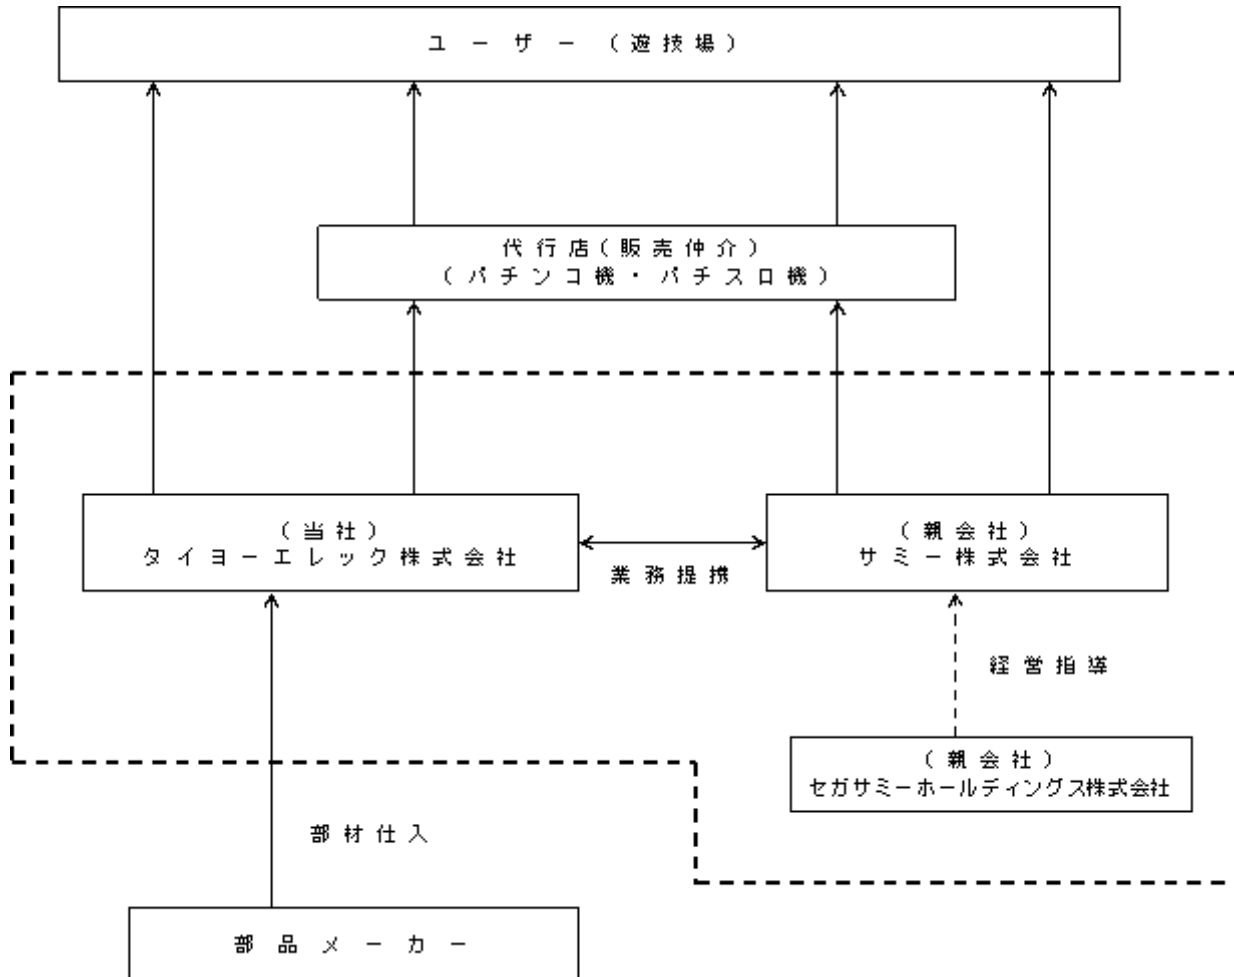 ユーザー(遊技場)
代行店(販売仲介)
(パチンコ機・パチスロ機)
(当社)
タイヨーエレック株式会社
業務提携
(親会社)
サミー株式会社
経営指導
(親会社)
セガサミーホールディングス株式会社
部材仕入
部品メーカー